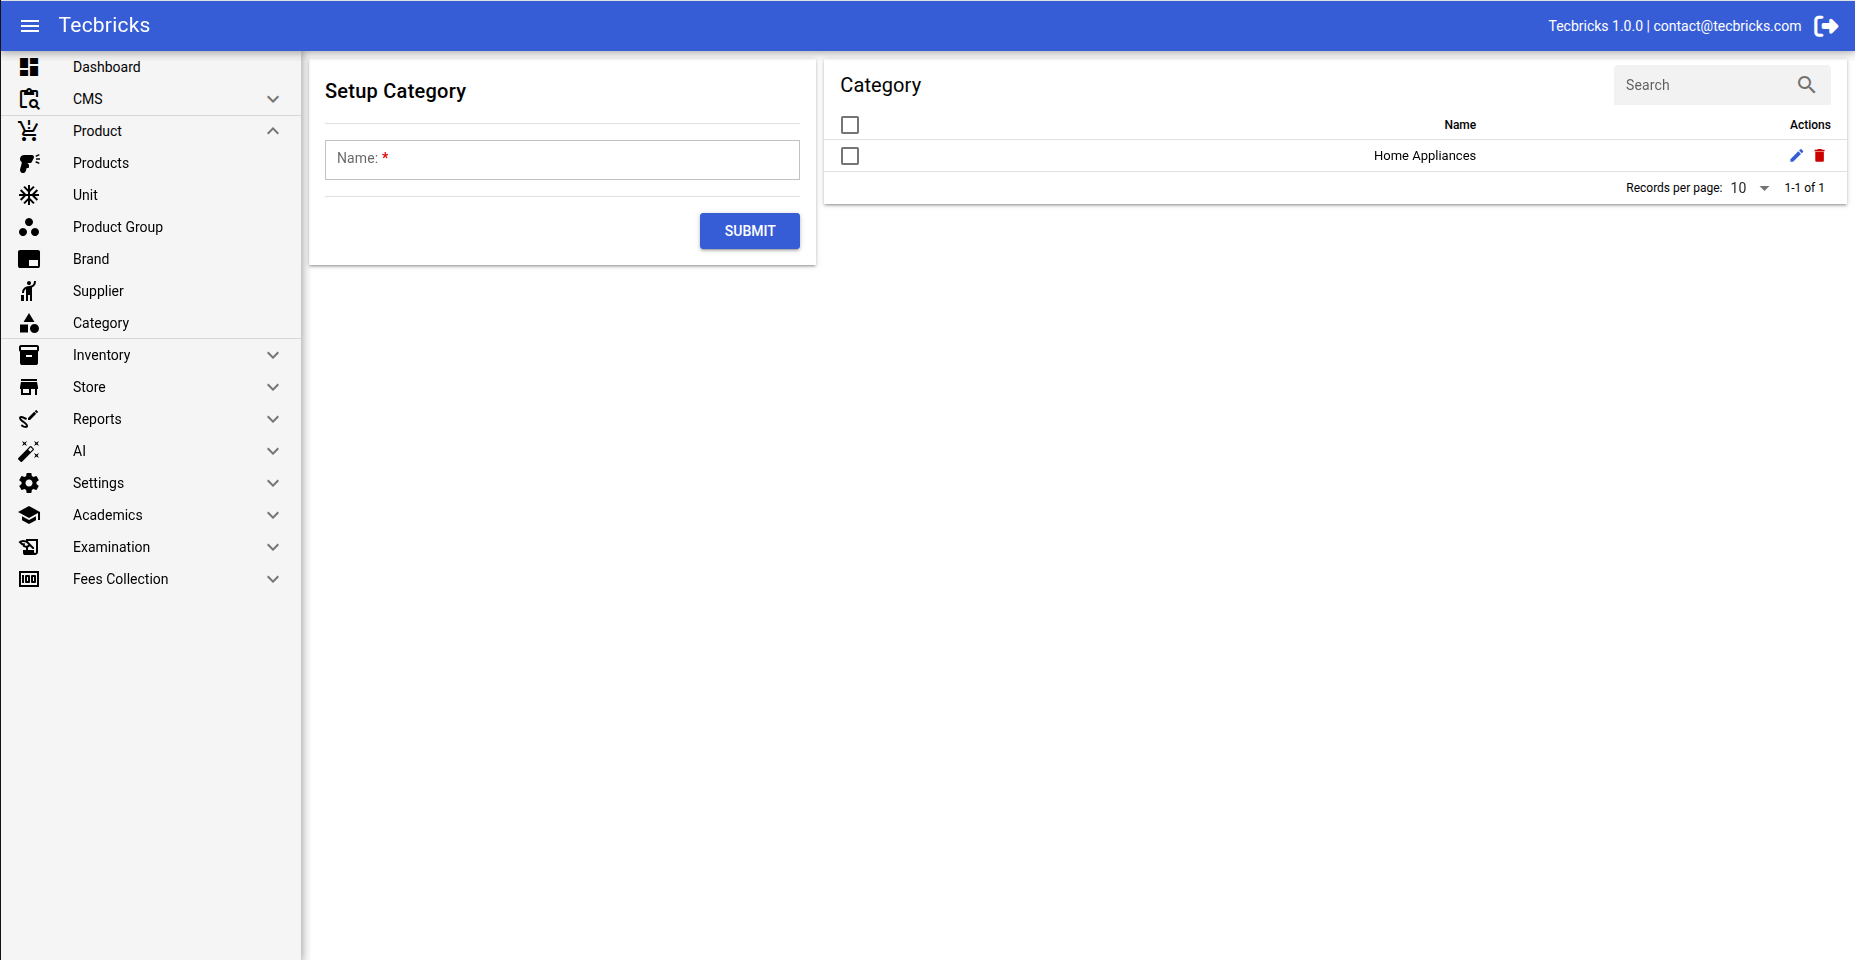 Tecbricks
Tecbricks 1.0.0 | contact@tecbricks.com
Dashboard
CMS
Product
Products
Unit
Product Group
Brand
Supplier
Category
Inventory
Store
Reports
AI
Settings
Academics
Examination
Fees Collection
Setup Category
Name: *
SUBMIT
Category
Search
Name Actions
Home Appliances
Records per page: 10 1-1 of 1